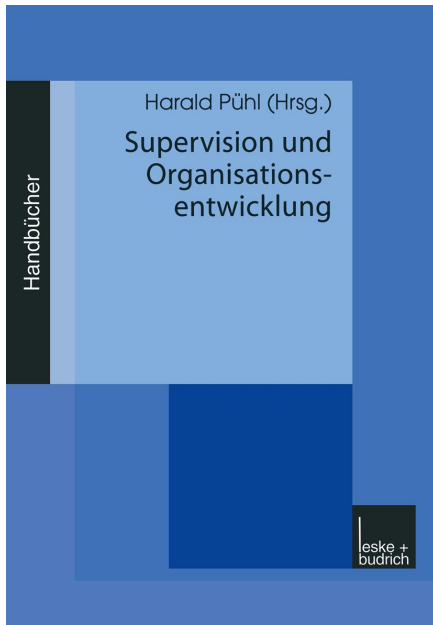 Harald Pühl (Hrsg.)
Supervision und
Organisations-
entwicklung
Handbücher
leske +
budrich